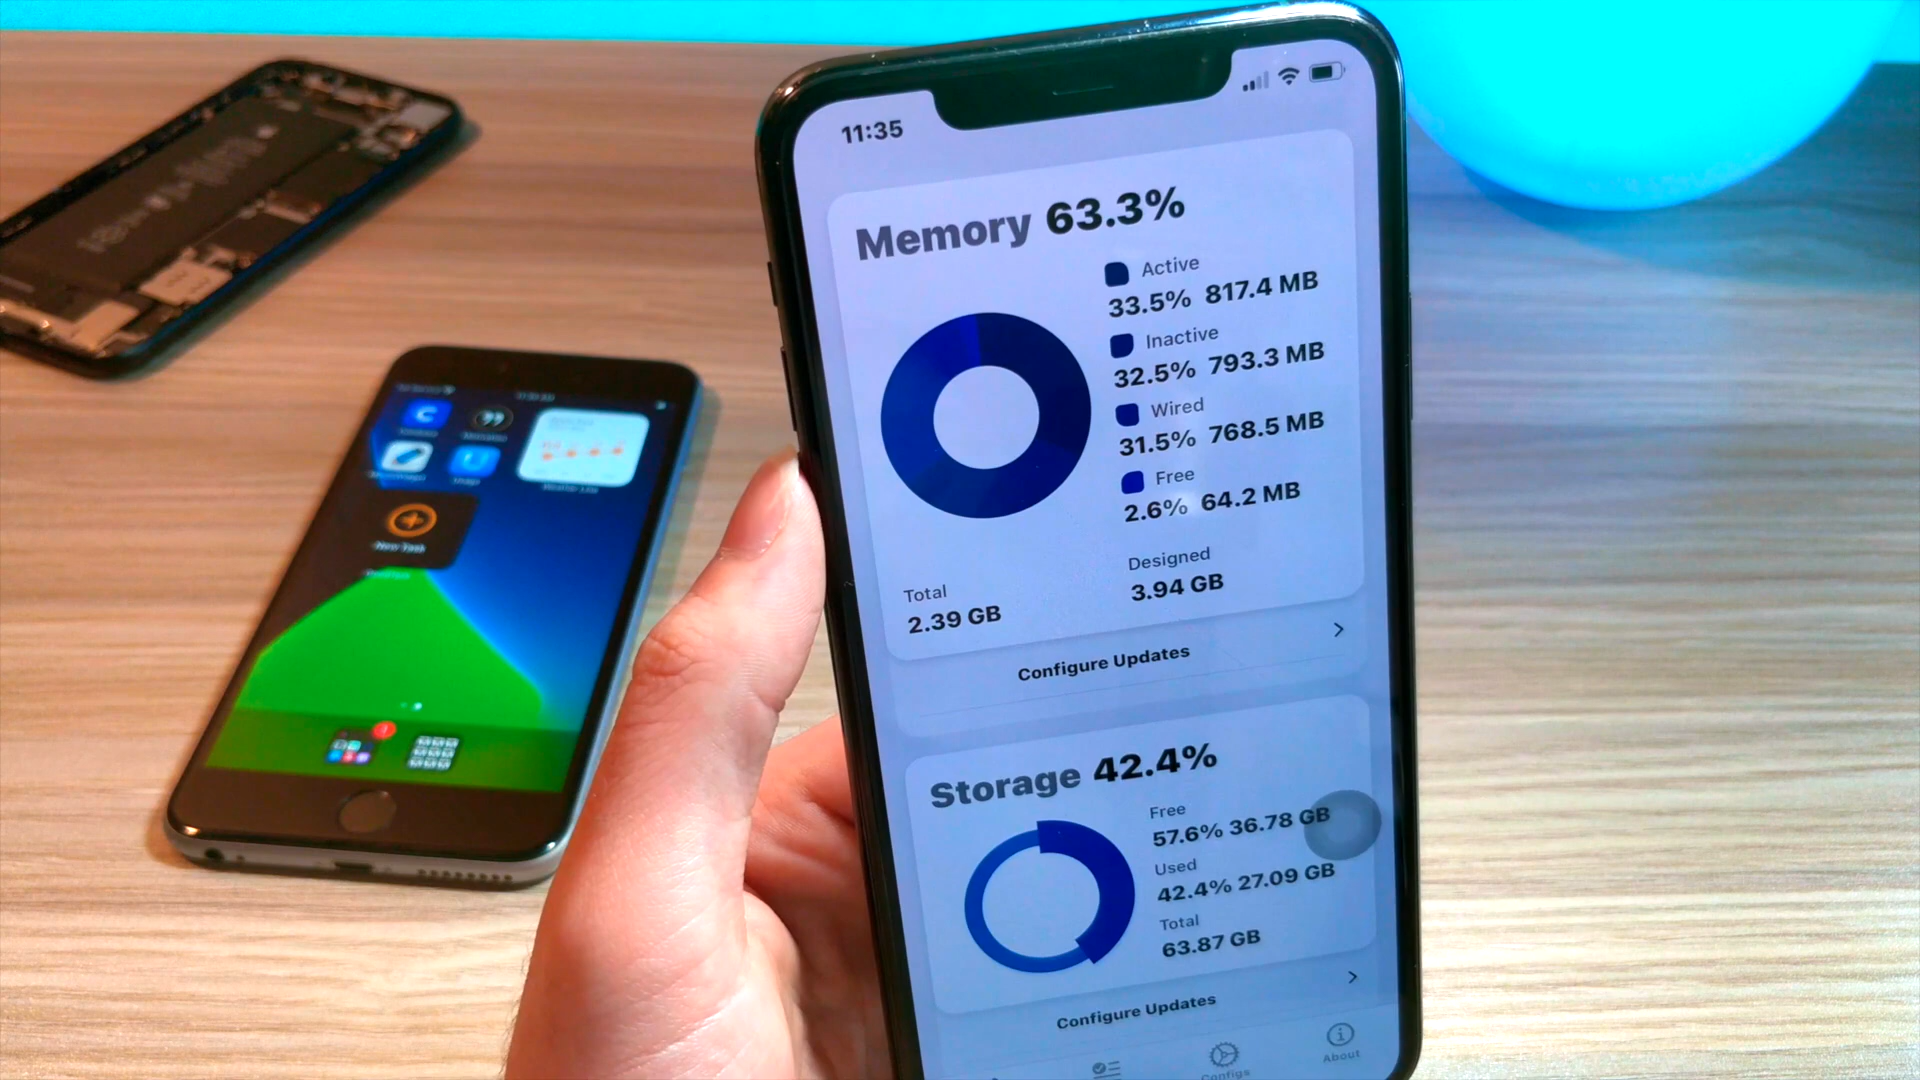 11:35
Memory 63.3%
Active
33.5% 817.4 MB
Inactive
32.5% 793.3 MB
Wired
31.5% 768.5 MB
Free
2.6% 64.2 MB
Total
2.39 GB
Designed
3.94 GB
Configure Updates
Storage 42.4%
Free
57.6% 36.78 GB
Used
42.4% 27.09 GB
Total
63.87 GB
Configure Updates
Configs
About
New Task